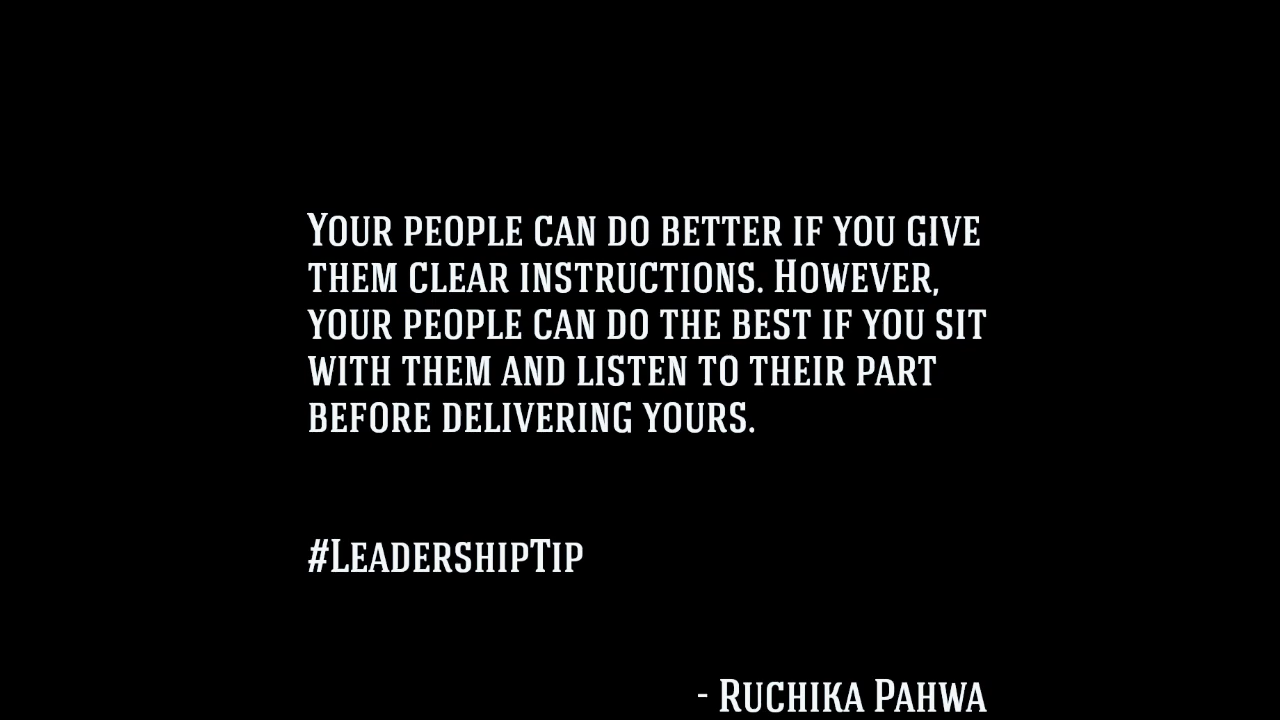 Your people can do better if you give
them clear instructions. However,
your people can do the best if you sit
with them and listen to their part
before delivering yours.
#LeadershipTip
- Ruchika Pahwa